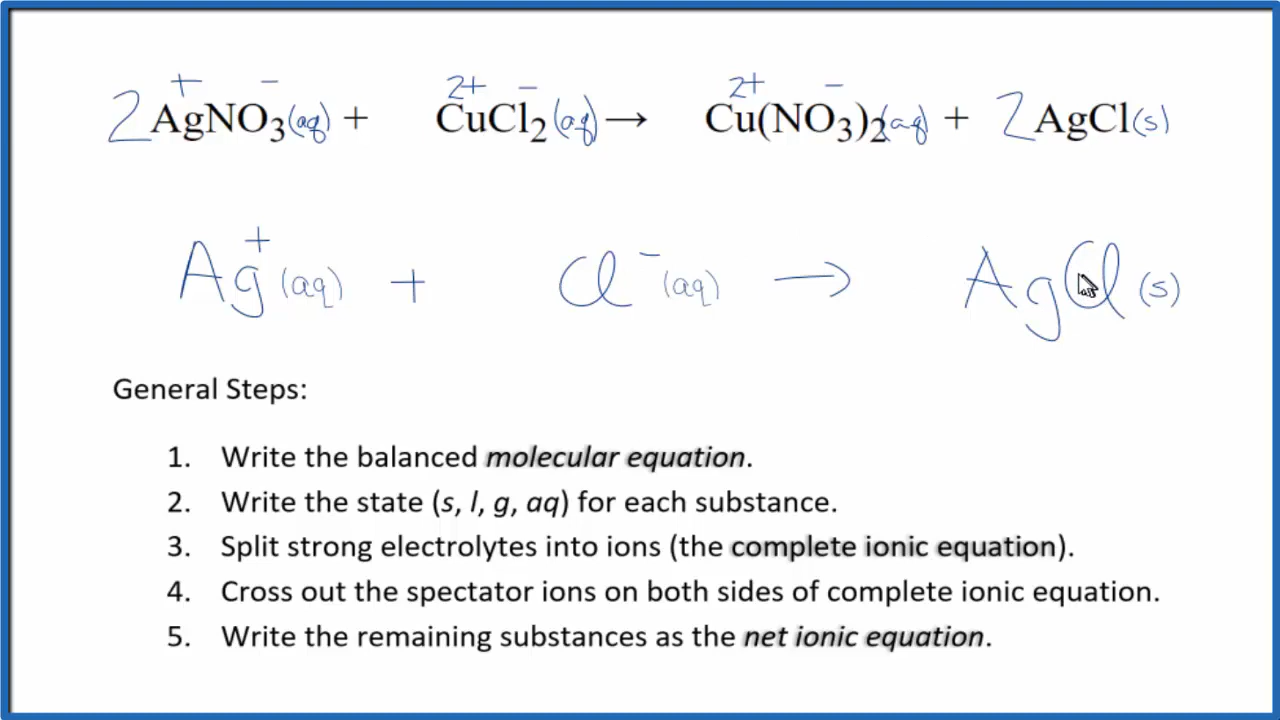 2AgNO₃(aq) + CuCl₂(aq) → Cu(NO₃)₂(aq) + 2AgCl(s)
+ − 2+ − 2+ −
Ag⁺(aq) + Cl⁻(aq) → AgCl(s)
General Steps:
1. Write the balanced molecular equation.
2. Write the state (s, l, g, aq) for each substance.
3. Split strong electrolytes into ions (the complete ionic equation).
4. Cross out the spectator ions on both sides of complete ionic equation.
5. Write the remaining substances as the net ionic equation.